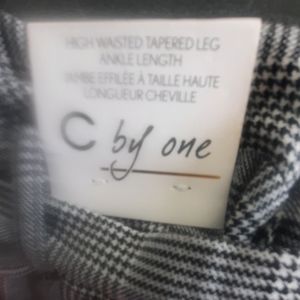 HIGH WAISTED TAPERED LEG
ANKLE LENGTH
JAMBE EFFILÉE À TAILLE HAUTE
LONGUEUR CHEVILLE
C by one